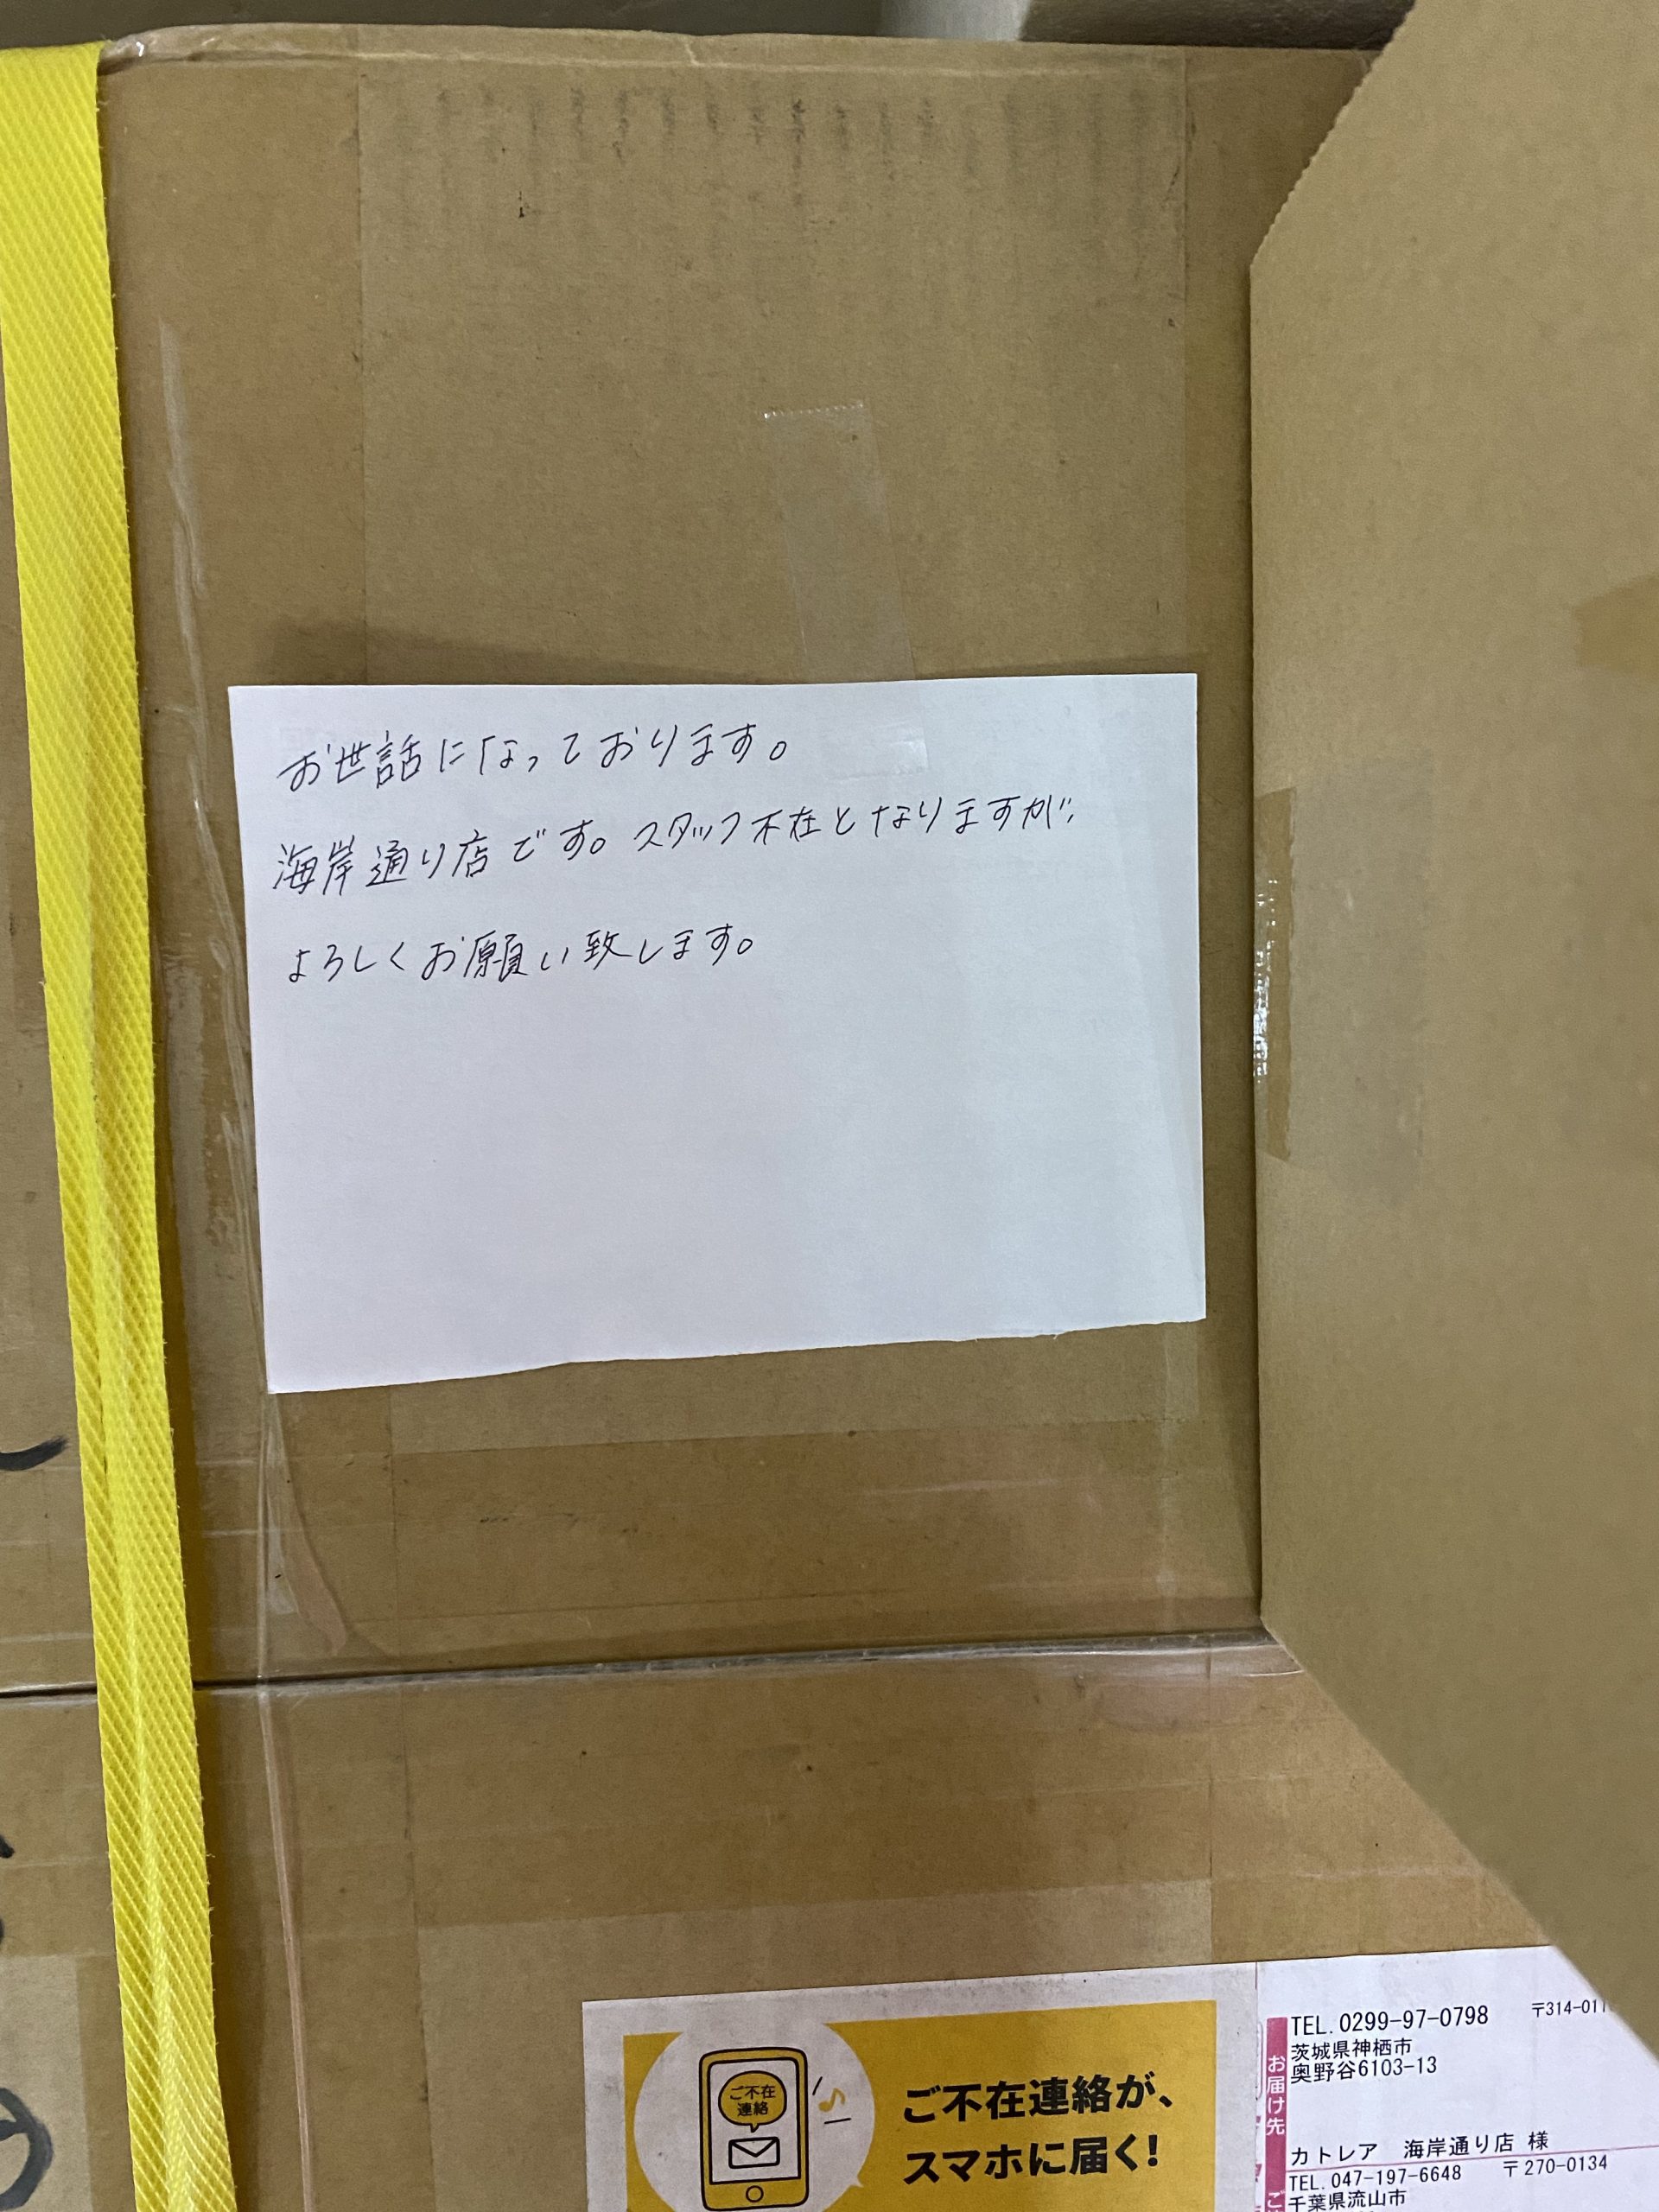 お世話になっております。
海岸通り店です。スタッフ不在となりますが、
よろしくお願い致します。
ご不在
連絡
ご不在連絡が、
スマホに届く!
お届け先
TEL. 0299-97-0798 〒314-011
茨城県神栖市
奥野谷6103-13
カトレア 海岸通り店 様
TEL. 047-197-6648 〒270-0134
千葉県流山市